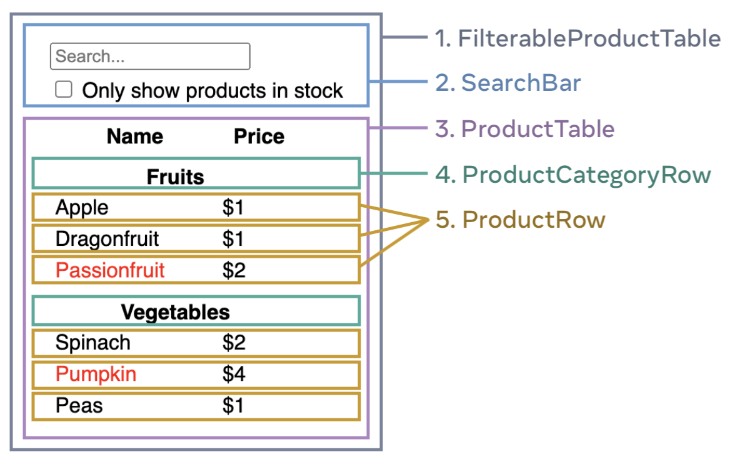 Search...
Only show products in stock
Name Price
Fruits
Apple $1
Dragonfruit $1
Passionfruit $2
Vegetables
Spinach $2
Pumpkin $4
Peas $1
1. FilterableProductTable
2. SearchBar
3. ProductTable
4. ProductCategoryRow
5. ProductRow